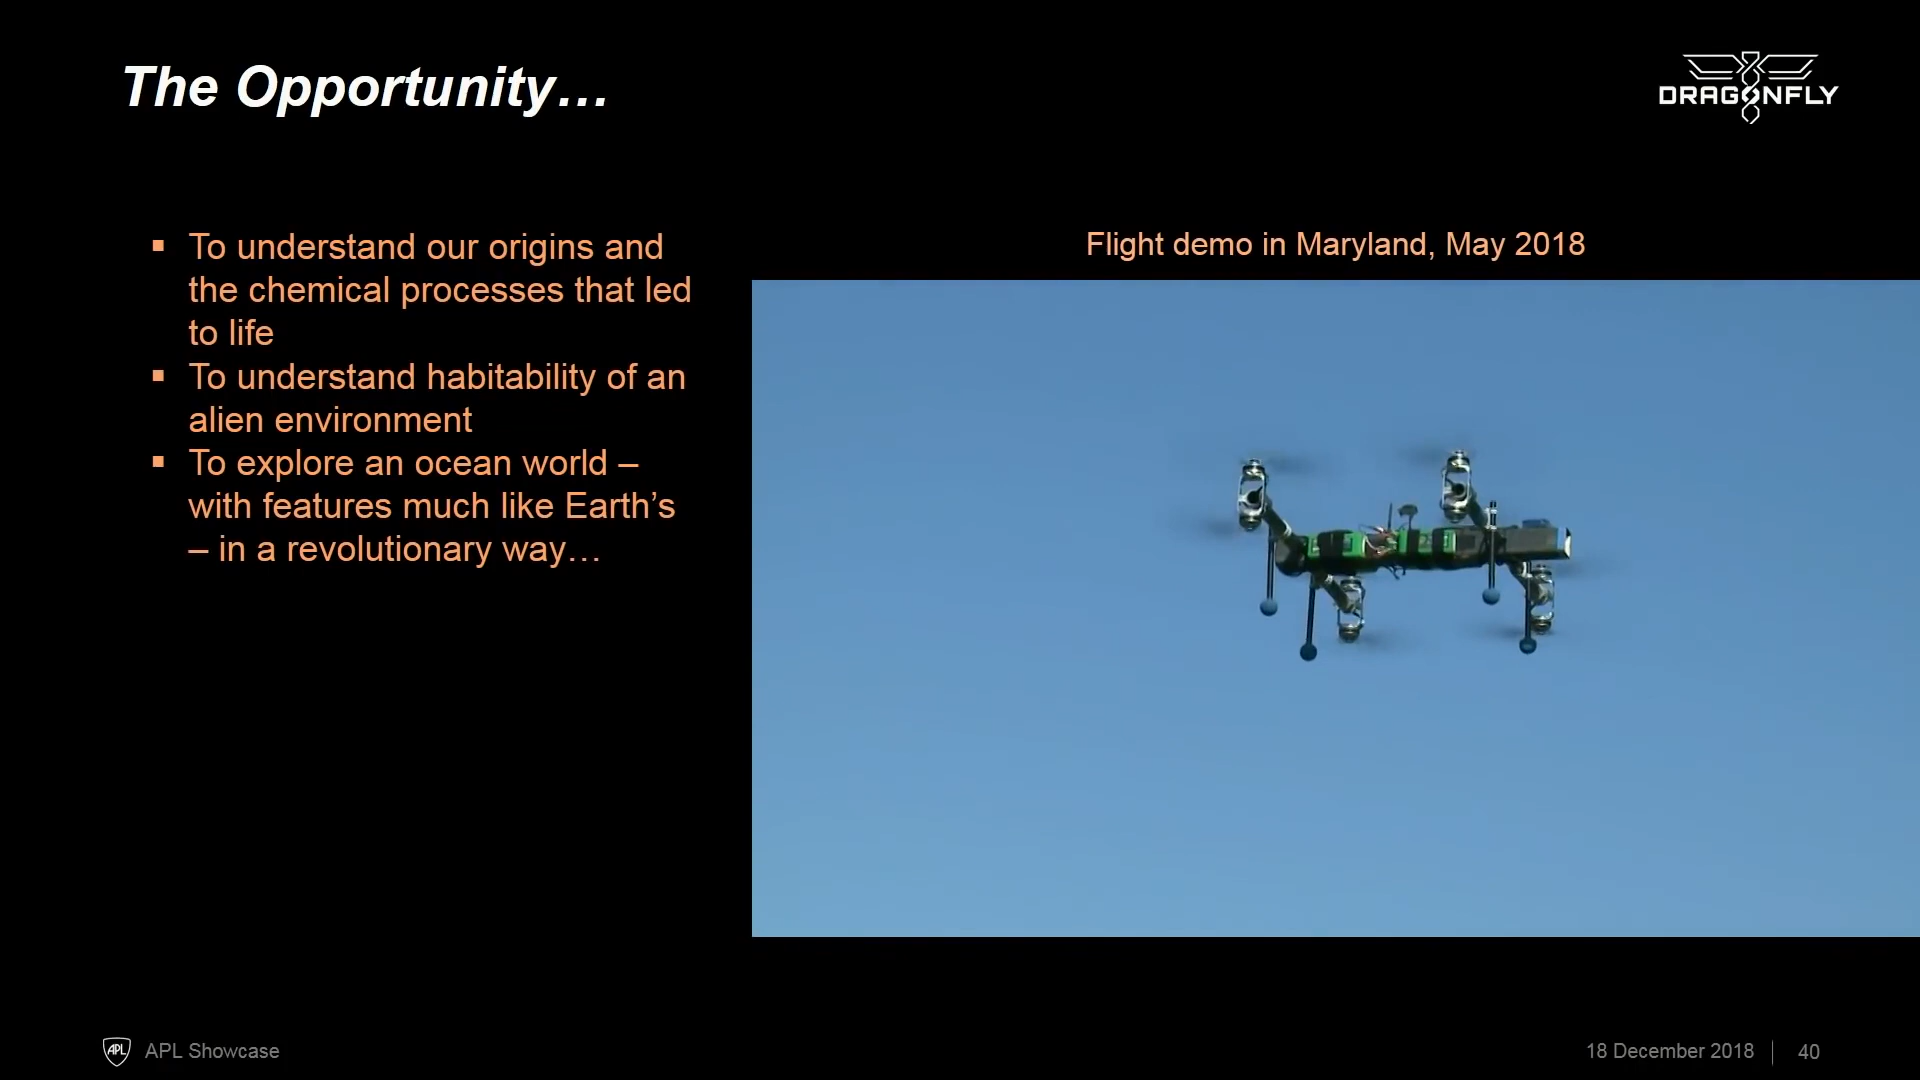 The Opportunity…
DRAGONFLY
▪ To understand our origins and
the chemical processes that led
to life
▪ To understand habitability of an
alien environment
▪ To explore an ocean world –
with features much like Earth’s
– in a revolutionary way…
Flight demo in Maryland, May 2018
APL
APL Showcase
18 December 2018 | 40